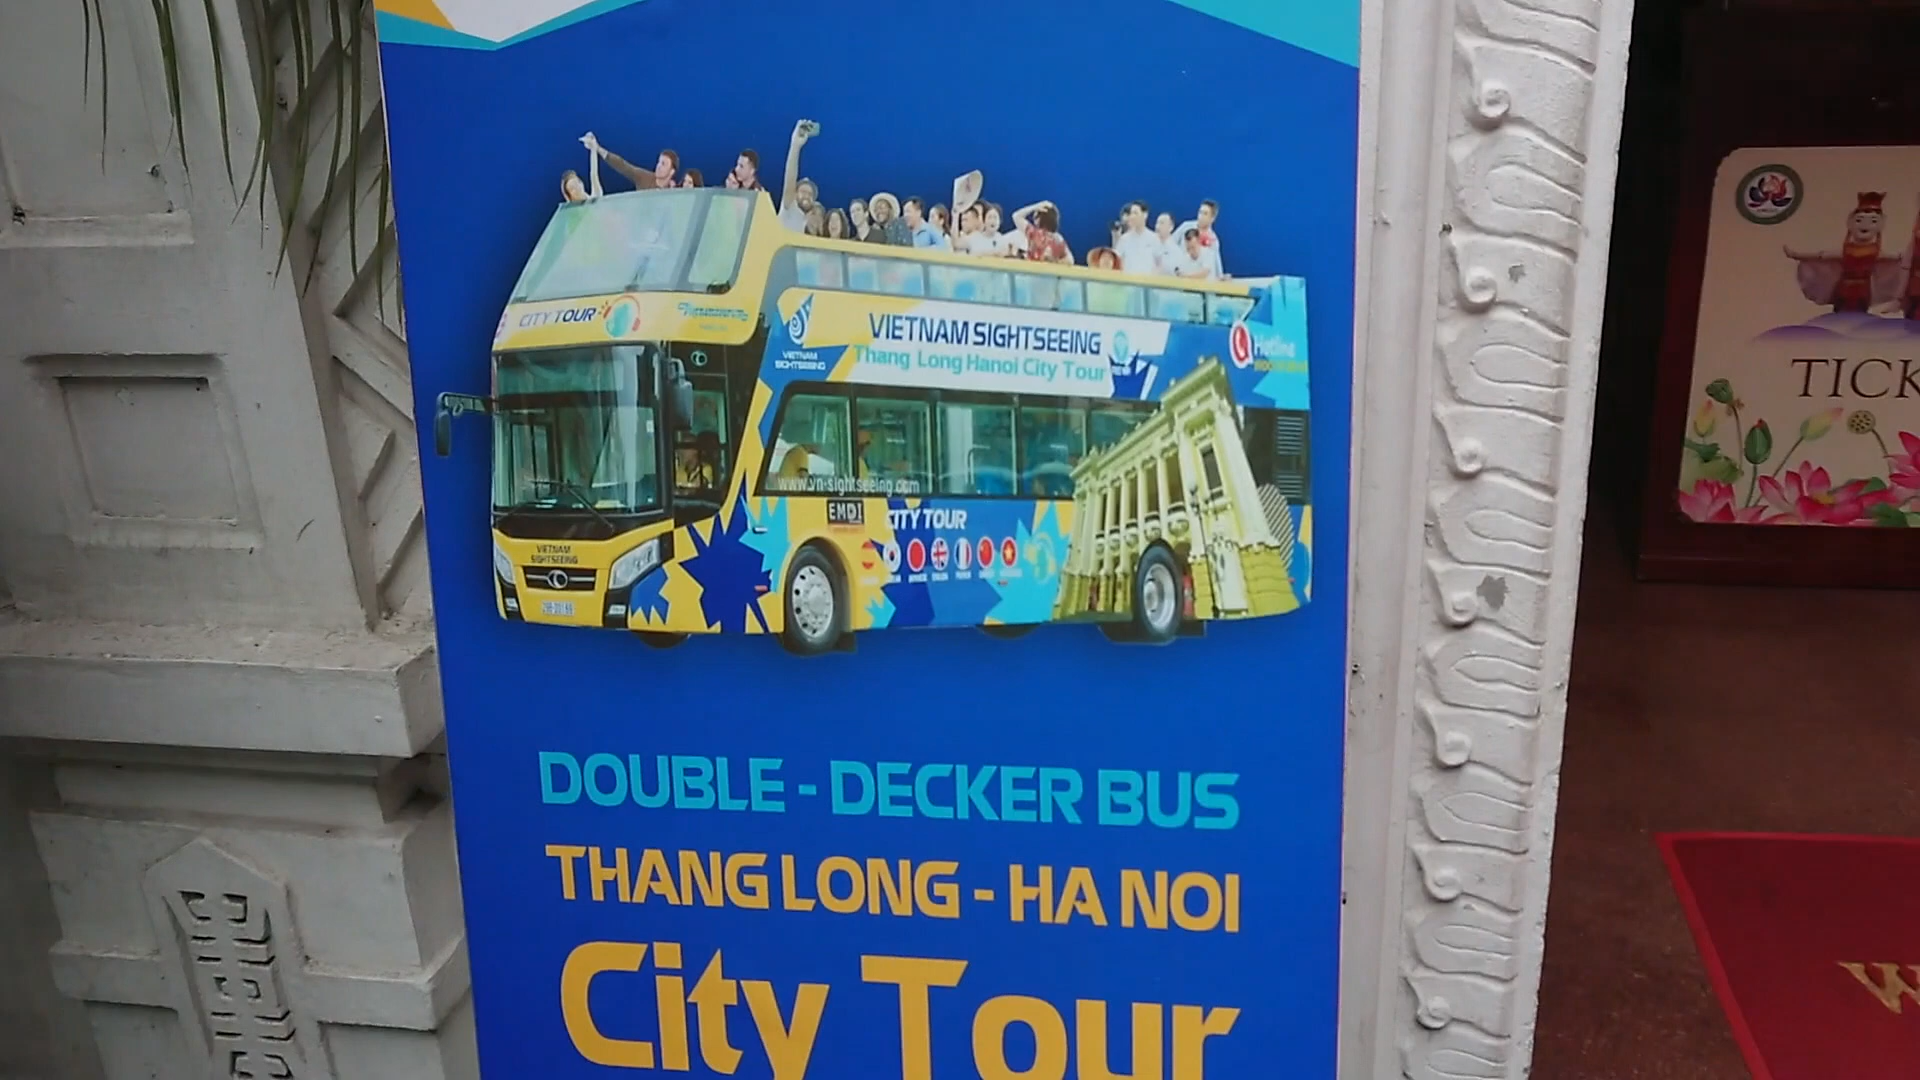 CITY TOUR
VIETNAM SIGHTSEEING
Thang Long Hanoi City Tour
VIETNAM
SIGHTSEEING
Hotline
www.vn-sightseeing.com
EMDI
CITY TOUR
VIETNAM
SIGHTSEEING
DOUBLE - DECKER BUS
THANG LONG - HA NOI
City Tour
TICK
W